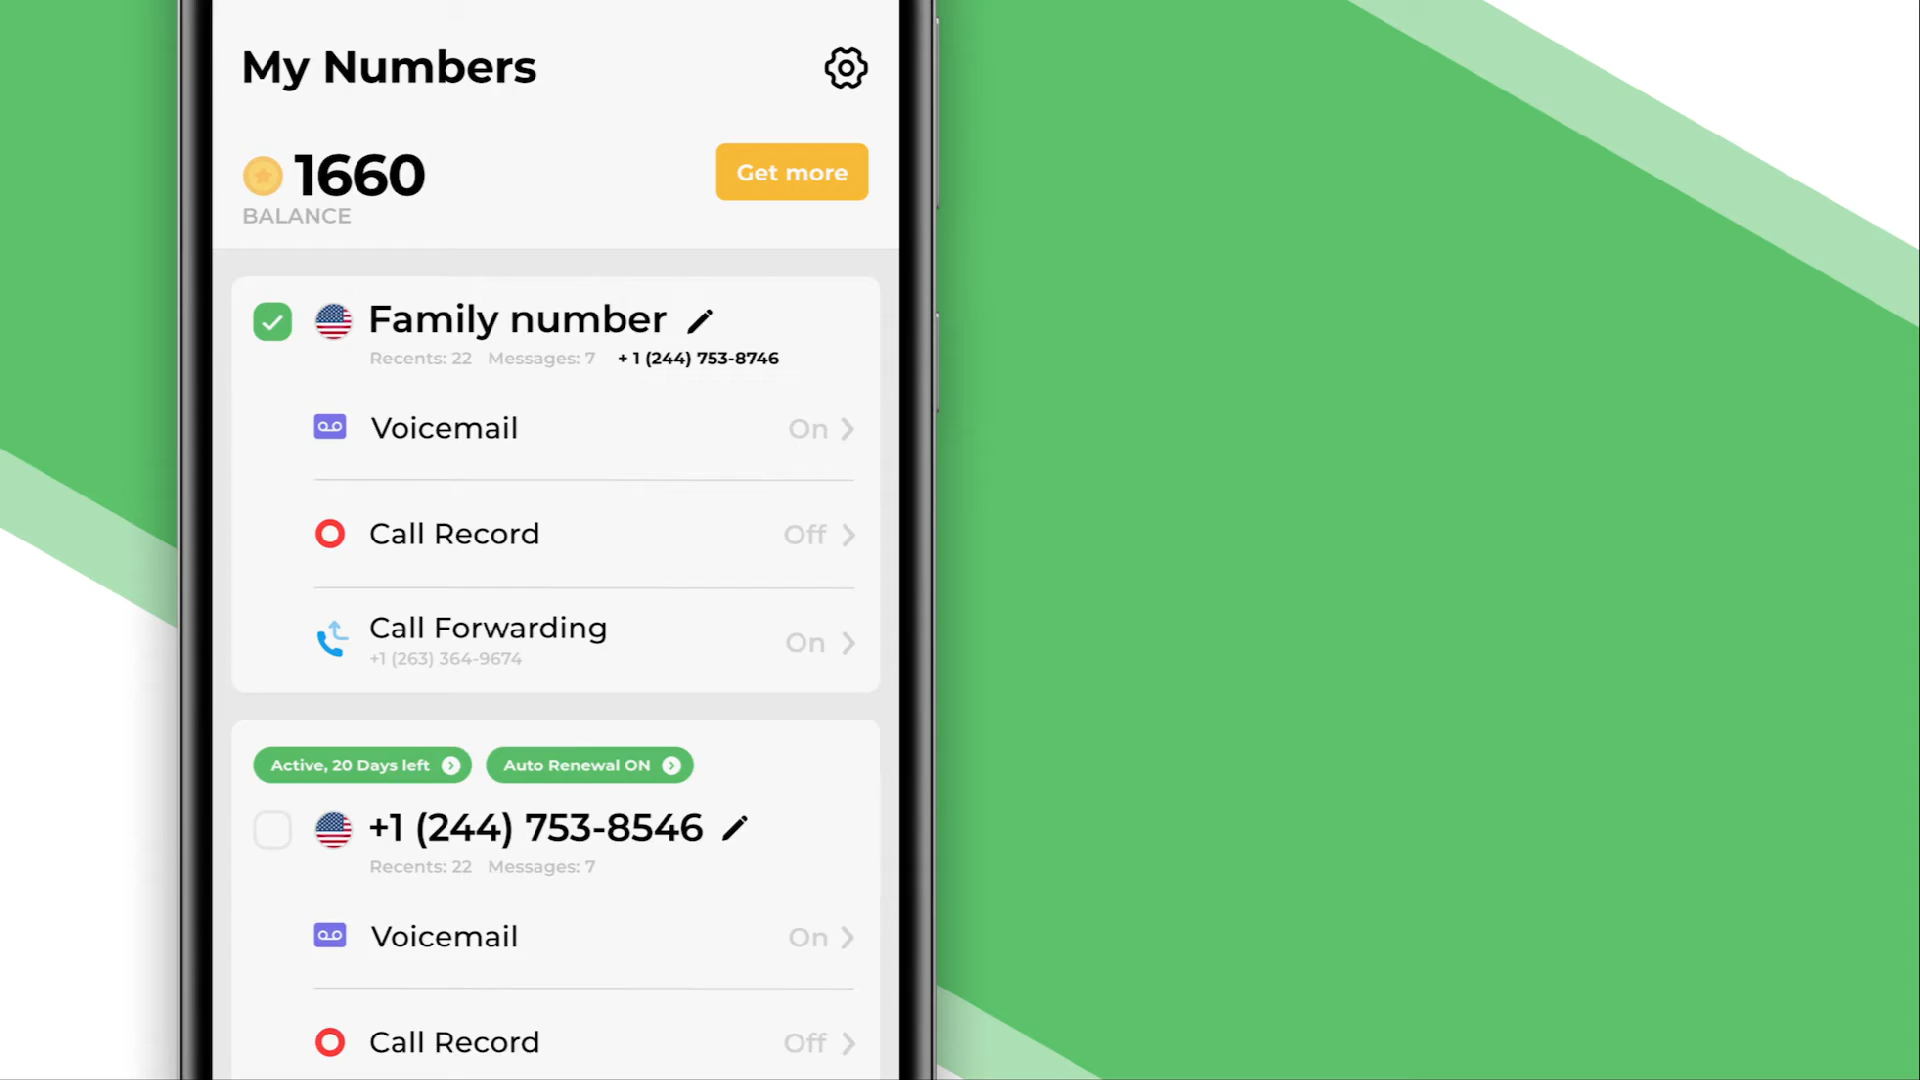 My Numbers
1660
Get more
BALANCE
Family number
Recents: 22 Messages: 7 + 1 (244) 753-8746
Voicemail On
Call Record Off
Call Forwarding On
+1 (263) 364-9674
Active, 20 Days left Auto Renewal ON
+1 (244) 753-8546
Recents: 22 Messages: 7
Voicemail On
Call Record Off